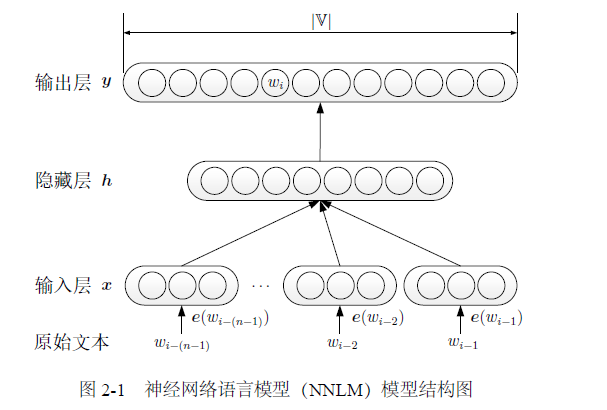 |𝕍|
输出层 y
wᵢ
隐藏层 h
输入层 x
···
e(w_{i−(n−1)}) e(w_{i−2}) e(w_{i−1})
原始文本 w_{i−(n−1)} w_{i−2} w_{i−1}
图 2-1 神经网络语言模型（NNLM）模型结构图